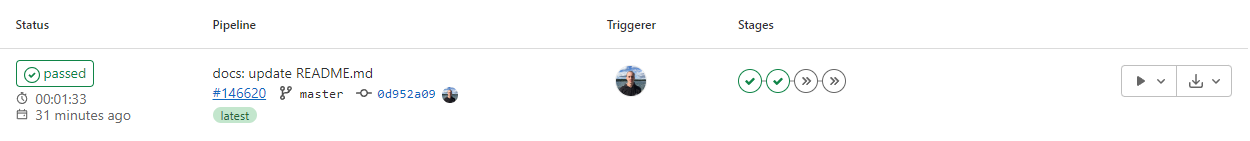 Status Pipeline Triggerer Stages
passed
00:01:33
31 minutes ago
docs: update README.md
#146620 master 0d952a09
latest